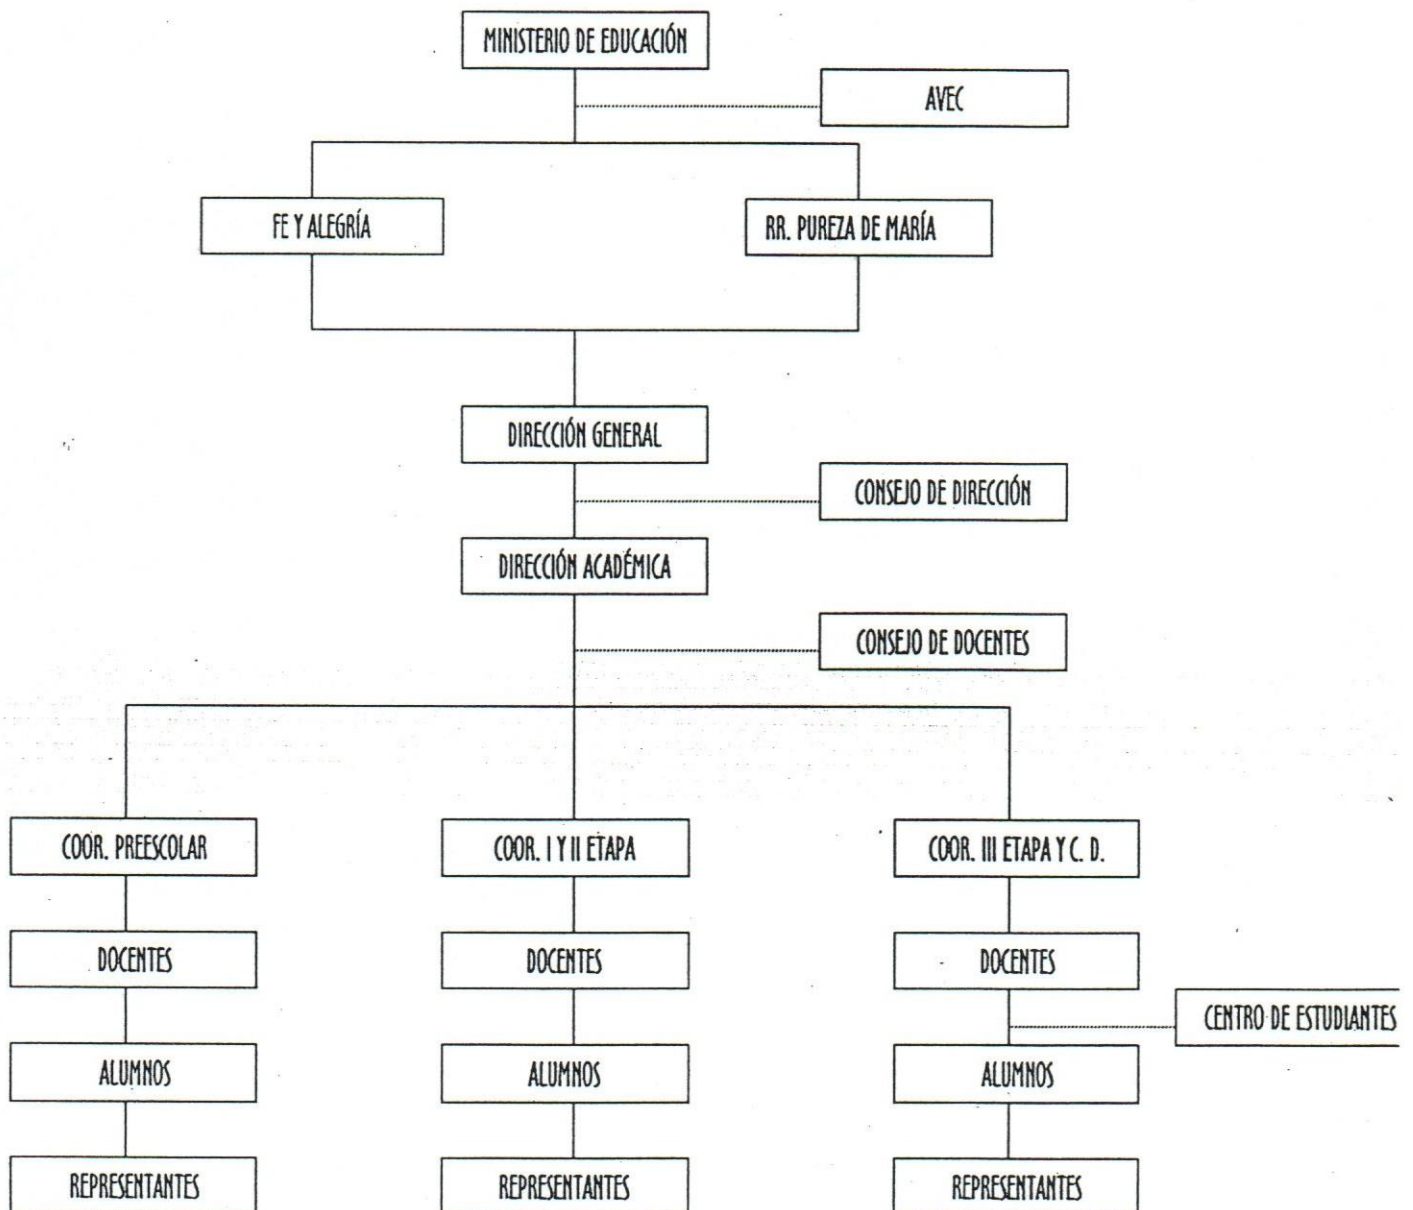 MINISTERIO DE EDUCACIÓN
AVEC
FE Y ALEGRÍA
RR. PUREZA DE MARÍA
DIRECCIÓN GENERAL
CONSEJO DE DIRECCIÓN
DIRECCIÓN ACADÉMICA
CONSEJO DE DOCENTES
COOR. PREESCOLAR
COOR. I Y II ETAPA
COOR. III ETAPA Y C. D.
DOCENTES
DOCENTES
DOCENTES
CENTRO DE ESTUDIANTES
ALUMNOS
ALUMNOS
ALUMNOS
REPRESENTANTES
REPRESENTANTES
REPRESENTANTES